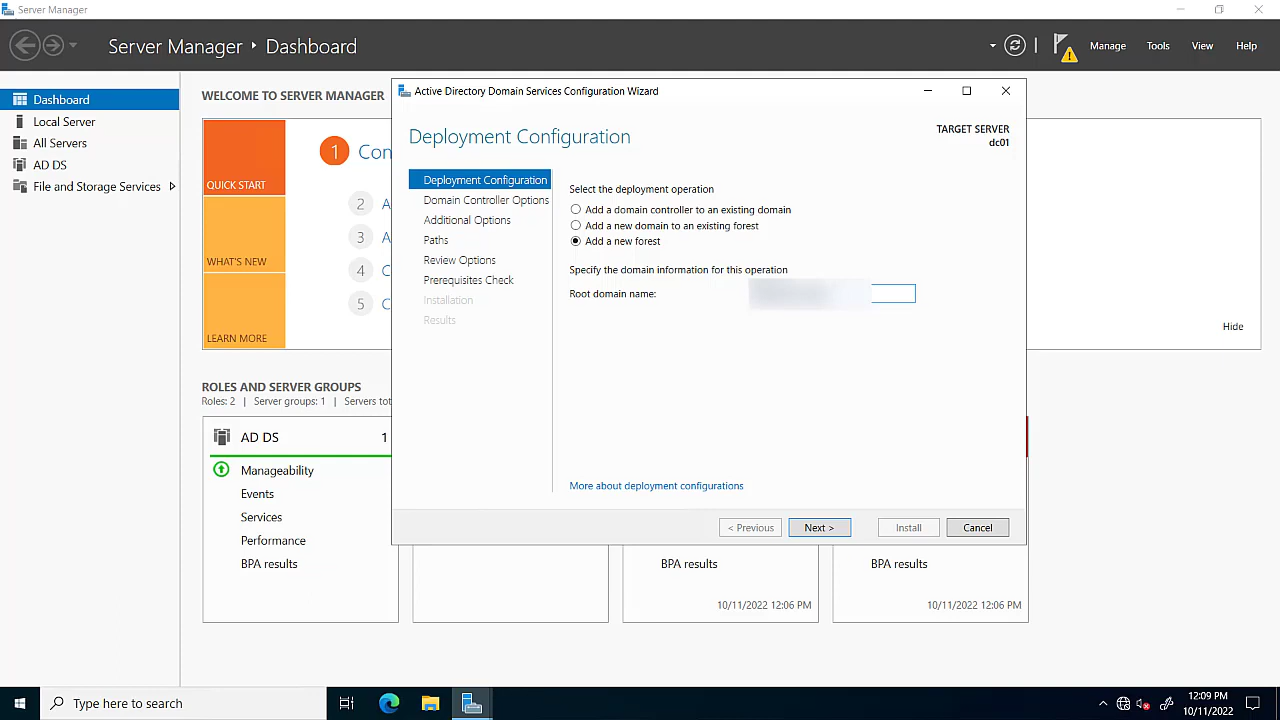 Server Manager
Server Manager ‣ Dashboard
Manage Tools View Help
Dashboard
Local Server
All Servers
AD DS
File and Storage Services
WELCOME TO SERVER MANAGER
QUICK START
WHAT'S NEW
LEARN MORE
1 Con
2 A
3 A
4 C
5 C
Hide
ROLES AND SERVER GROUPS
Roles: 2 | Server groups: 1 | Servers tot
AD DS 1
Manageability
Events
Services
Performance
BPA results
BPA results
10/11/2022 12:06 PM
BPA results
10/11/2022 12:06 PM
Active Directory Domain Services Configuration Wizard
Deployment Configuration
TARGET SERVER
dc01
Deployment Configuration
Domain Controller Options
Additional Options
Paths
Review Options
Prerequisites Check
Installation
Results
Select the deployment operation
Add a domain controller to an existing domain
Add a new domain to an existing forest
Add a new forest
Specify the domain information for this operation
Root domain name:
More about deployment configurations
< Previous Next > Install Cancel
Type here to search
12:09 PM
10/11/2022